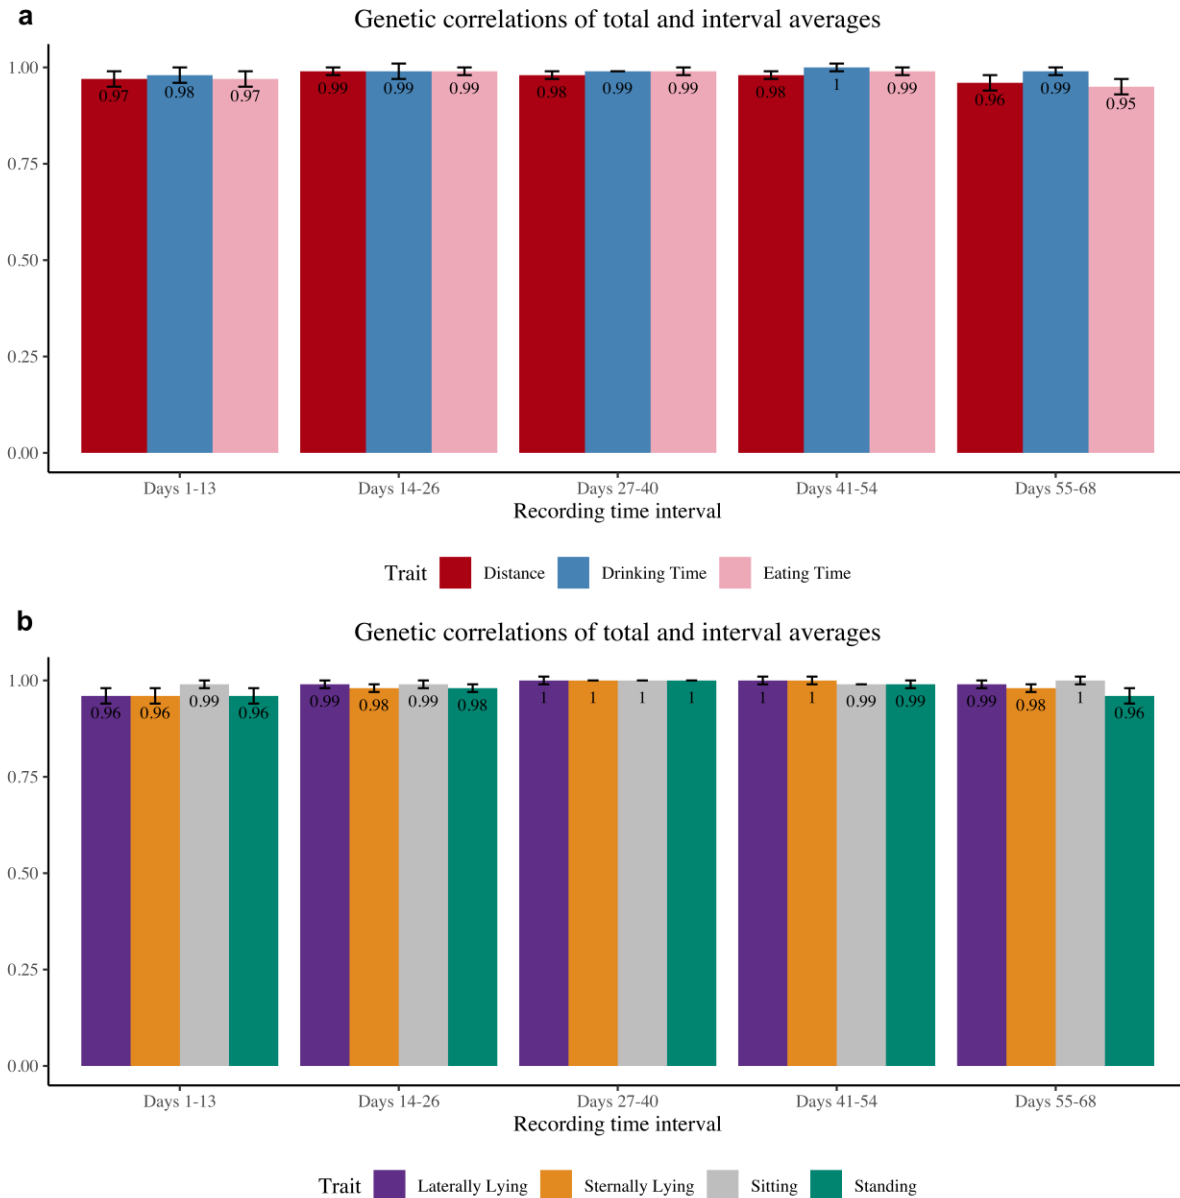 a
Genetic correlations of total and interval averages
1.00
0.97 0.98 0.97 0.99 0.99 0.99 0.98 0.99 0.99 0.98 1 0.99 0.96 0.99 0.95
0.75
0.50
0.25
0.00
Days 1-13 Days 14-26 Days 27-40 Days 41-54 Days 55-68
Recording time interval
Trait Distance Drinking Time Eating Time
b
Genetic correlations of total and interval averages
1.00
0.96 0.96 0.99 0.96 0.99 0.98 0.99 0.98 1 1 1 1 1 1 0.99 0.99 0.99 0.98 1 0.96
0.75
0.50
0.25
0.00
Days 1-13 Days 14-26 Days 27-40 Days 41-54 Days 55-68
Recording time interval
Trait Laterally Lying Sternally Lying Sitting Standing